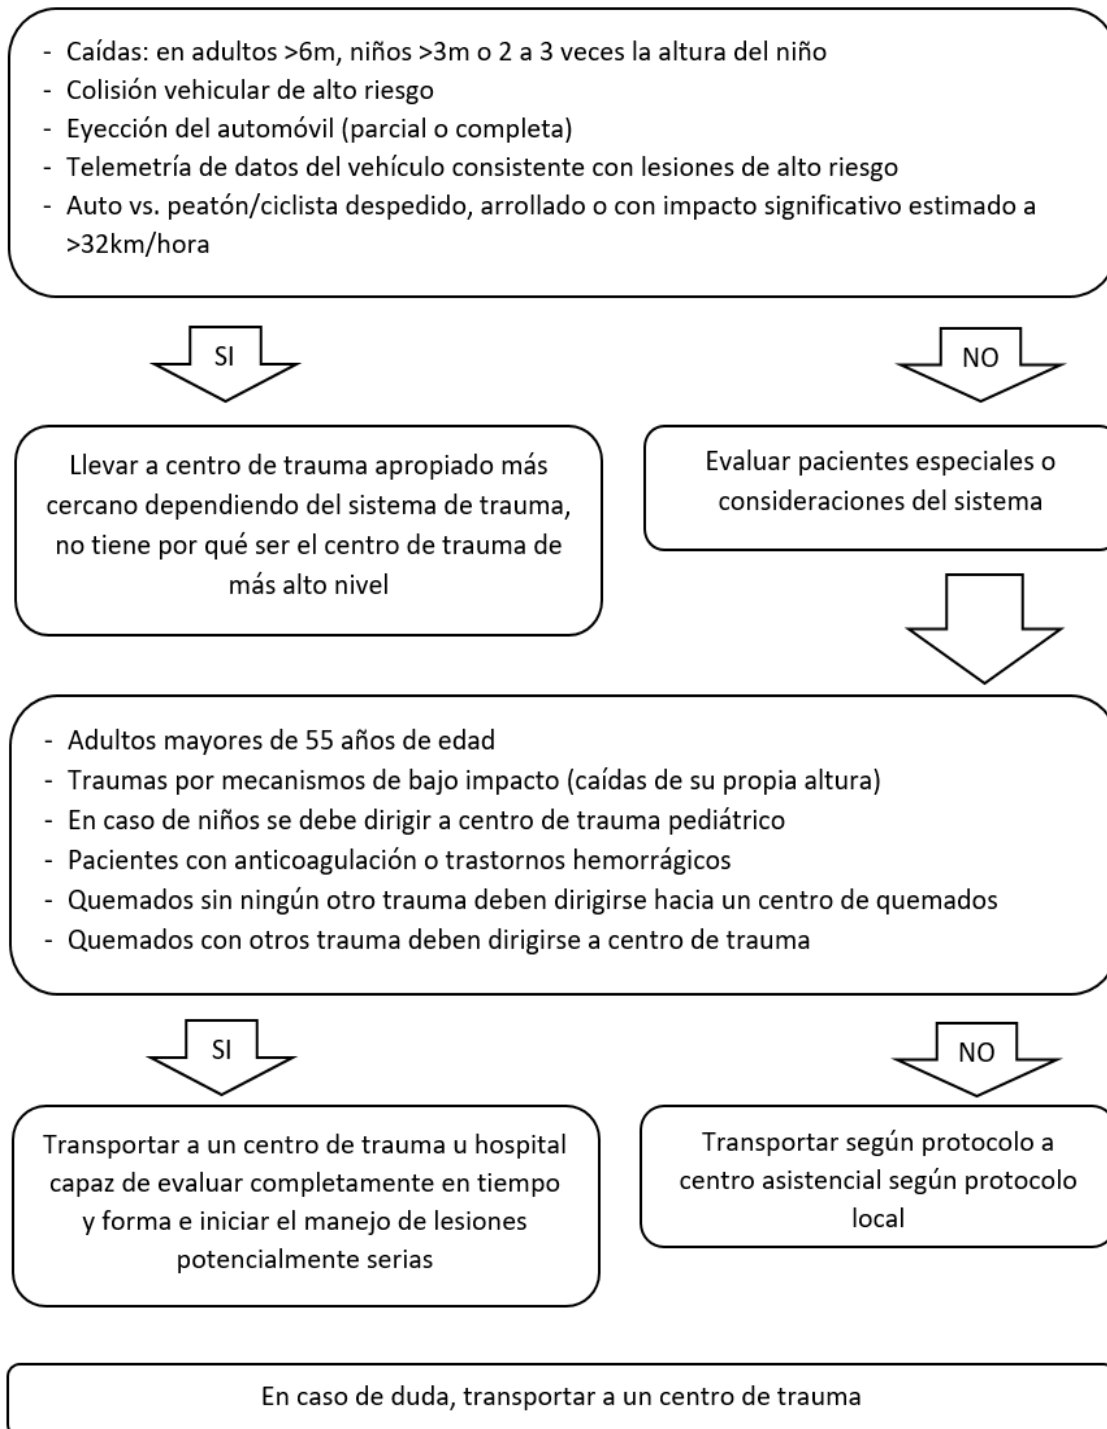 - Caídas: en adultos >6m, niños >3m o 2 a 3 veces la altura del niño
- Colisión vehicular de alto riesgo
- Eyección del automóvil (parcial o completa)
- Telemetría de datos del vehículo consistente con lesiones de alto riesgo
- Auto vs. peatón/ciclista despedido, arrollado o con impacto significativo estimado a
>32km/hora
SI
NO
Llevar a centro de trauma apropiado más
cercano dependiendo del sistema de trauma,
no tiene por qué ser el centro de trauma de
más alto nivel
Evaluar pacientes especiales o
consideraciones del sistema
- Adultos mayores de 55 años de edad
- Traumas por mecanismos de bajo impacto (caídas de su propia altura)
- En caso de niños se debe dirigir a centro de trauma pediátrico
- Pacientes con anticoagulación o trastornos hemorrágicos
- Quemados sin ningún otro trauma deben dirigirse hacia un centro de quemados
- Quemados con otros trauma deben dirigirse a centro de trauma
SI
NO
Transportar a un centro de trauma u hospital
capaz de evaluar completamente en tiempo
y forma e iniciar el manejo de lesiones
potencialmente serias
Transportar según protocolo a
centro asistencial según protocolo
local
En caso de duda, transportar a un centro de trauma